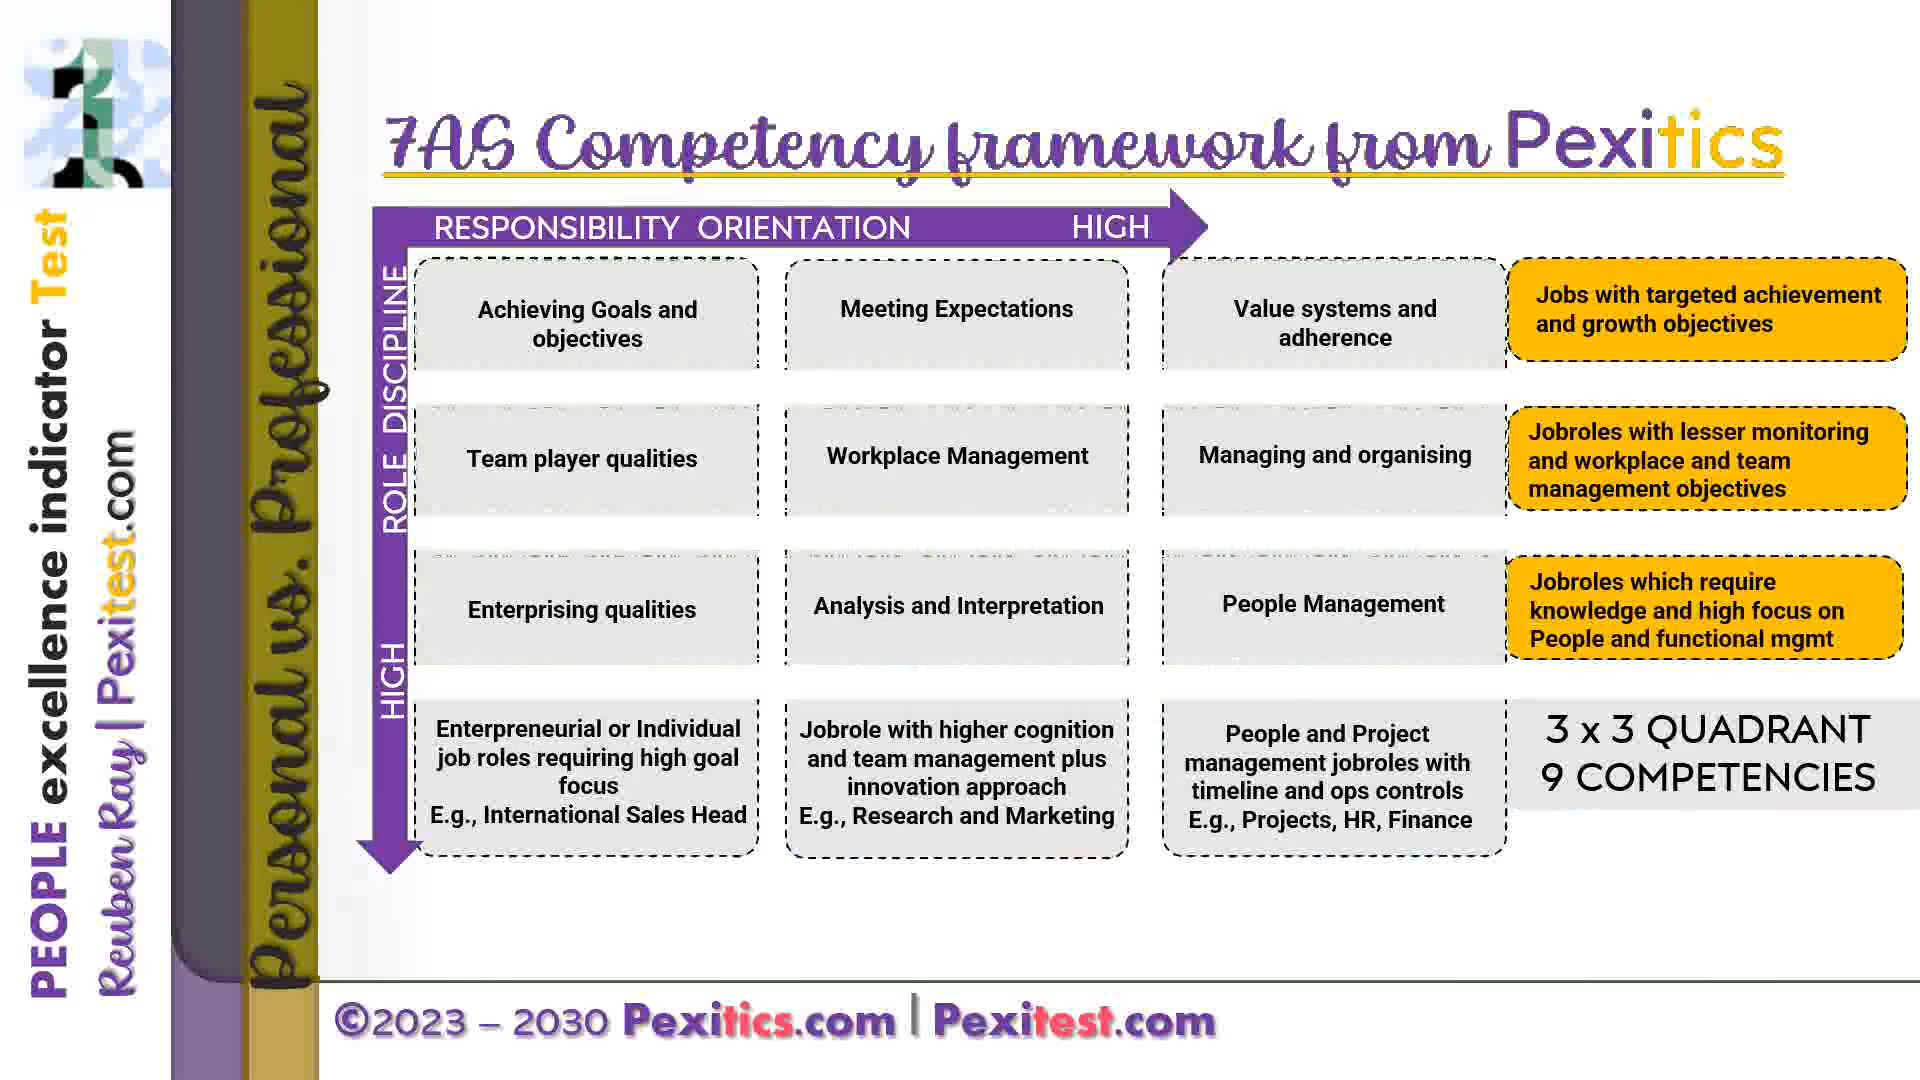 PEOPLE excellence indicator Test
Reuben Ray | Pexitest.com
Personal vs. Professional
7AS Competency framework from Pexitics
RESPONSIBILITY ORIENTATION HIGH
ROLE DISCIPLINE
HIGH
Achieving Goals and
objectives
Meeting Expectations
Value systems and
adherence
Jobs with targeted achievement
and growth objectives
Team player qualities
Workplace Management
Managing and organising
Jobroles with lesser monitoring
and workplace and team
management objectives
Enterprising qualities
Analysis and Interpretation
People Management
Jobroles which require
knowledge and high focus on
People and functional mgmt
Enterpreneurial or Individual
job roles requiring high goal
focus
E.g., International Sales Head
Jobrole with higher cognition
and team management plus
innovation approach
E.g., Research and Marketing
People and Project
management jobroles with
timeline and ops controls
E.g., Projects, HR, Finance
3 x 3 QUADRANT
9 COMPETENCIES
©2023 – 2030 Pexitics.com | Pexitest.com